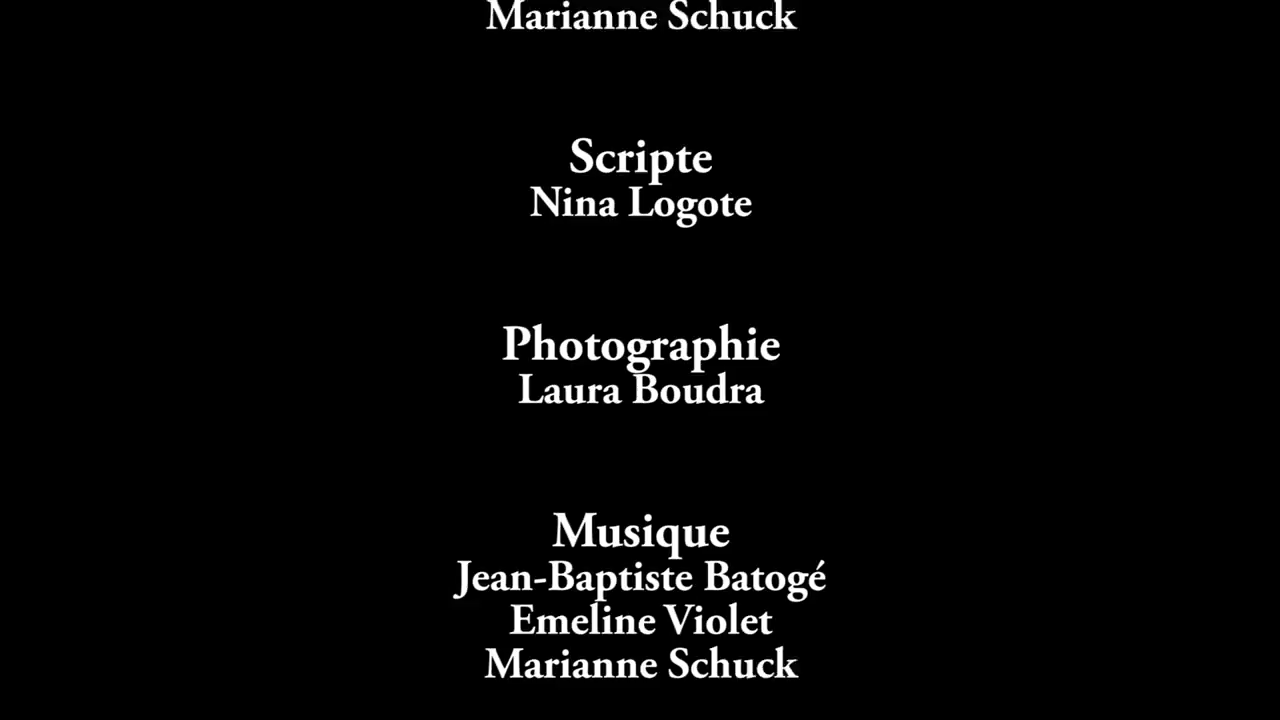 Marianne Schuck
Scripte
Nina Logote
Photographie
Laura Boudra
Musique
Jean-Baptiste Batogé
Emeline Violet
Marianne Schuck